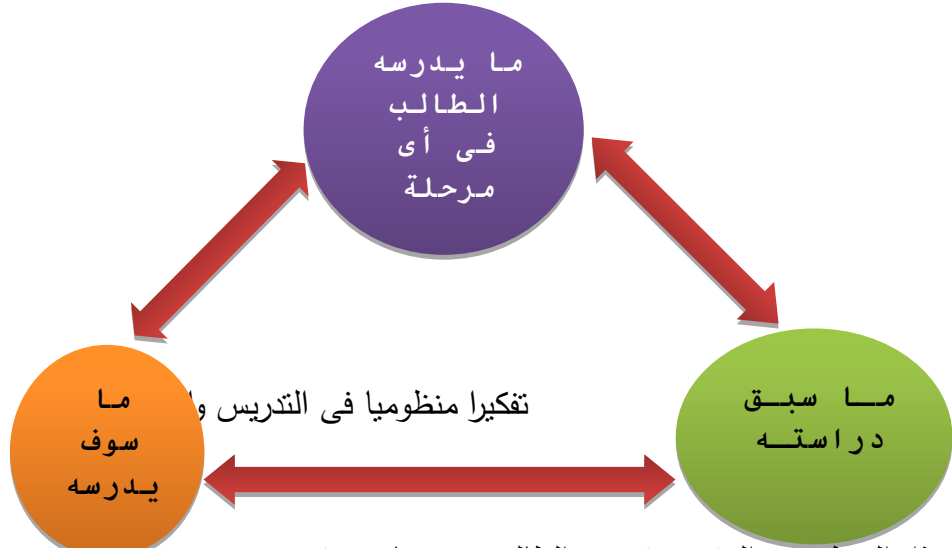 ما يدرسه
الطالب
فى أى
مرحلة
ما سبق
دراسته
ما
سوف
يدرسه
تفكيرا منظوميا فى التدريس